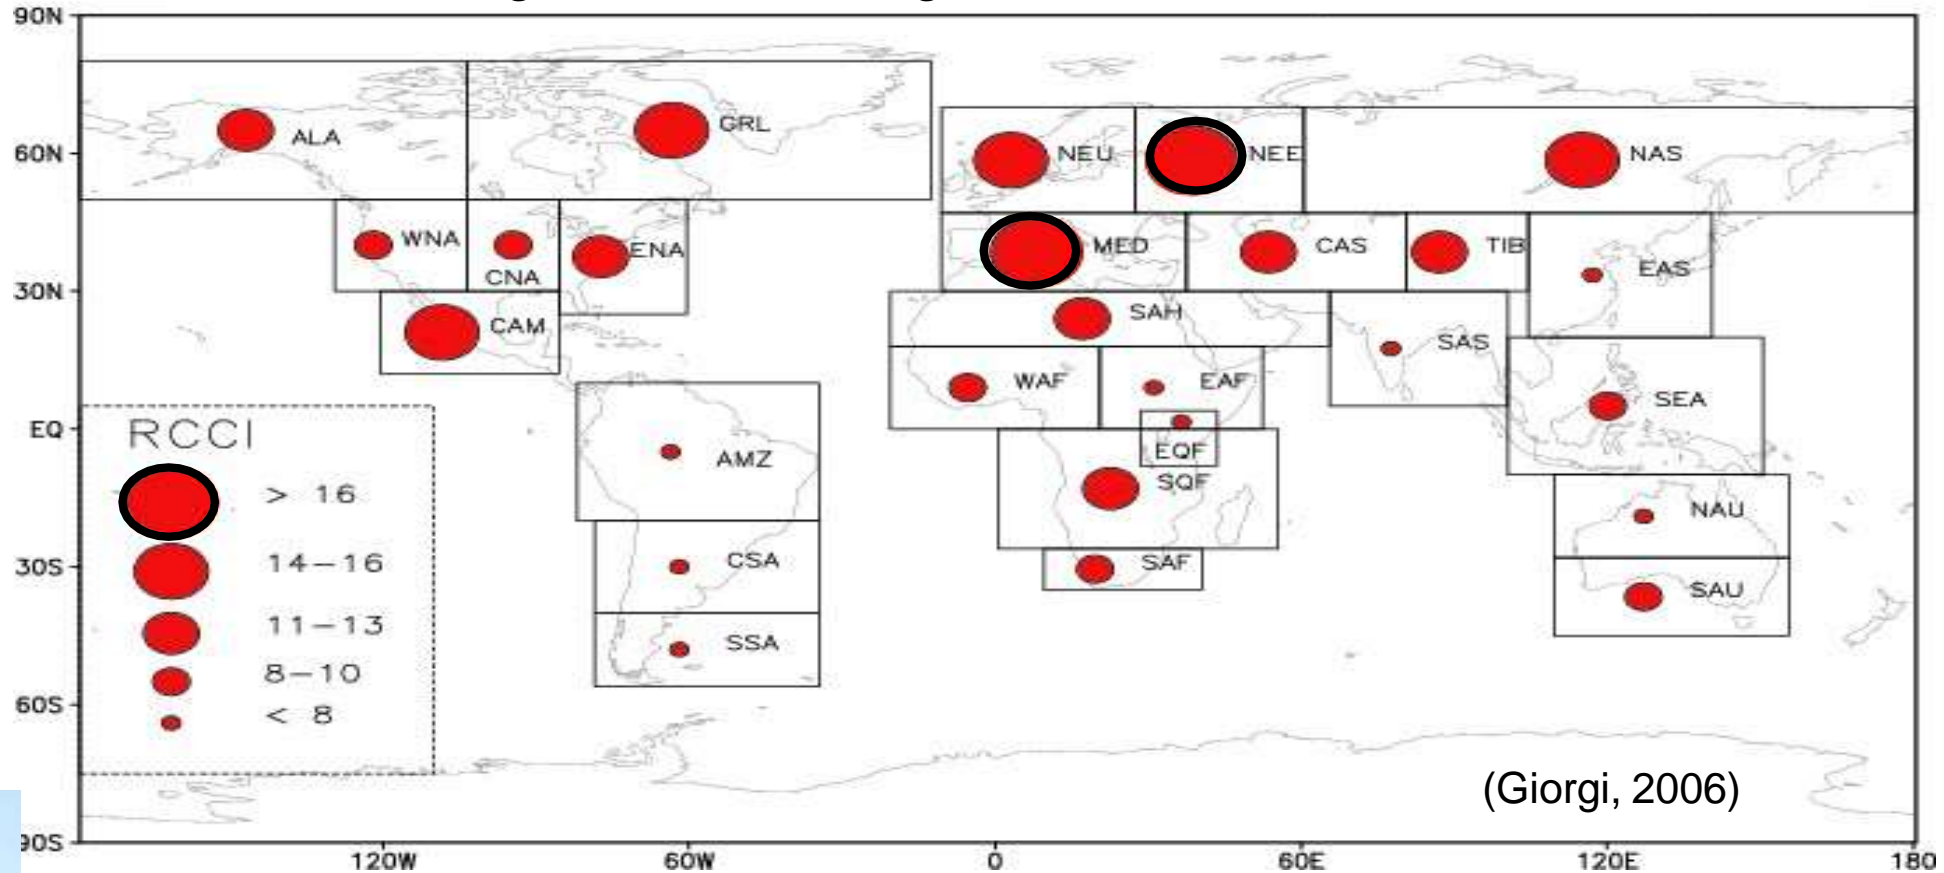 90N
ALA
GRL
NEU
NEE
NAS
60N
WNA
CNA
ENA
MED
CAS
TIB
EAS
30N
CAM
SAH
SAS
WAF
EAF
SEA
EQ
RCCI
AMZ
EQF
SQF
> 16
NAU
14-16
CSA
SAF
30S
SAU
11-13
SSA
8-10
60S
< 8
(Giorgi, 2006)
90S
120W 60W 0 60E 120E 180